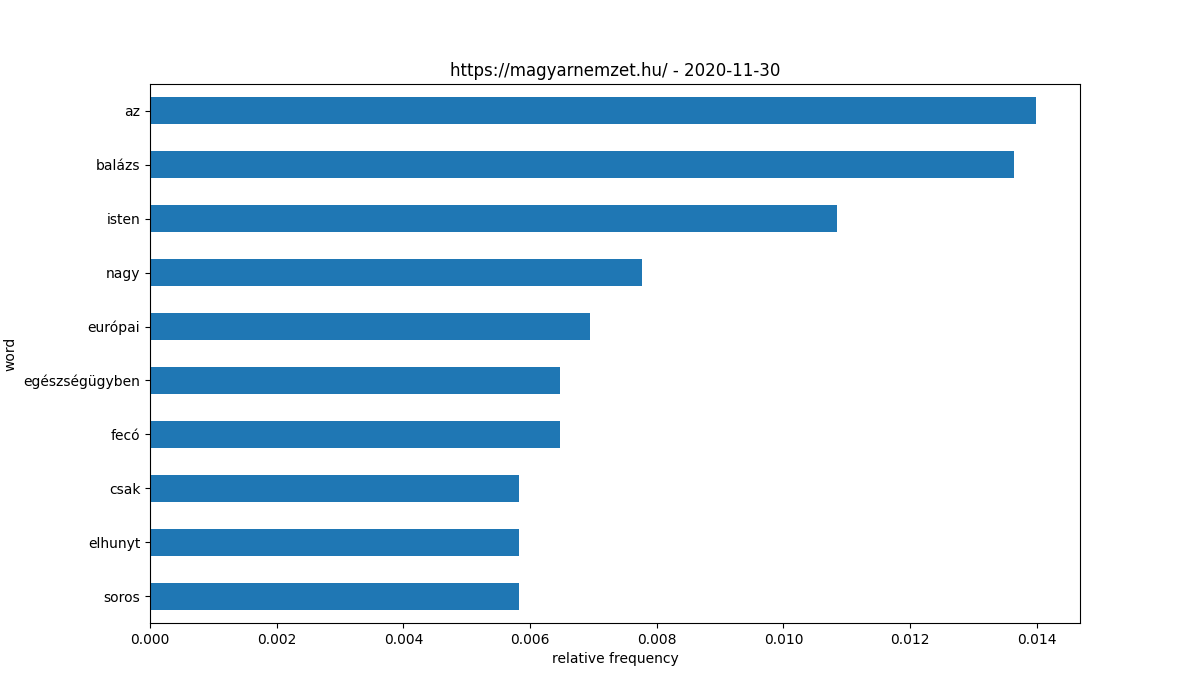 https://magyarnemzet.hu/ - 2020-11-30
az
balázs
isten
nagy
európai
egészségügyben
fecó
csak
elhunyt
soros
word
0.000 0.002 0.004 0.006 0.008 0.010 0.012 0.014
relative frequency